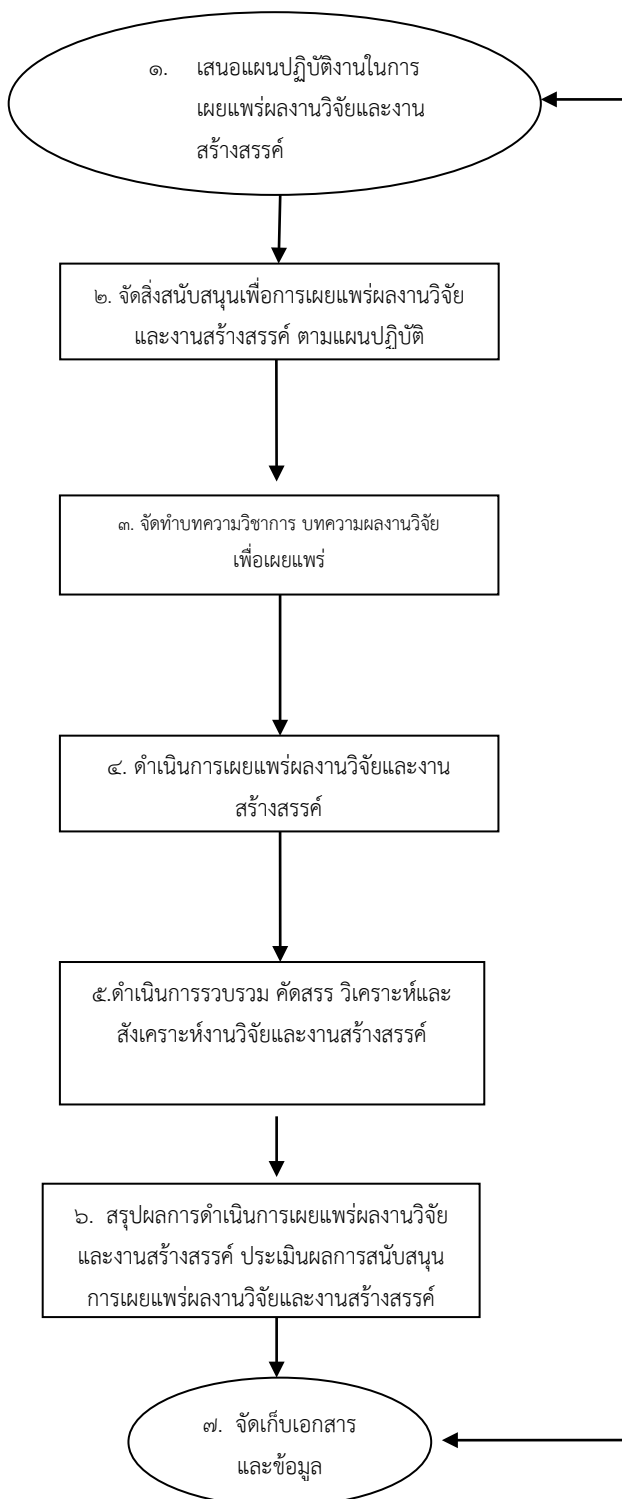 ๑. เสนอแผนปฏิบัติงานในการ
เผยแพร่ผลงานวิจัยและงาน
สร้างสรรค์
๒. จัดสิ่งสนับสนุนเพื่อการเผยแพร่ผลงานวิจัย
และงานสร้างสรรค์ ตามแผนปฏิบัติ
๓. จัดทำบทความวิชาการ บทความผลงานวิจัย
เพื่อเผยแพร่
๔. ดำเนินการเผยแพร่ผลงานวิจัยและงาน
สร้างสรรค์
๕.ดำเนินการรวบรวม คัดสรร วิเคราะห์และ
สังเคราะห์งานวิจัยและงานสร้างสรรค์
๖. สรุปผลการดำเนินการเผยแพร่ผลงานวิจัย
และงานสร้างสรรค์ ประเมินผลการสนับสนุน
การเผยแพร่ผลงานวิจัยและงานสร้างสรรค์
๗. จัดเก็บเอกสาร
และข้อมูล